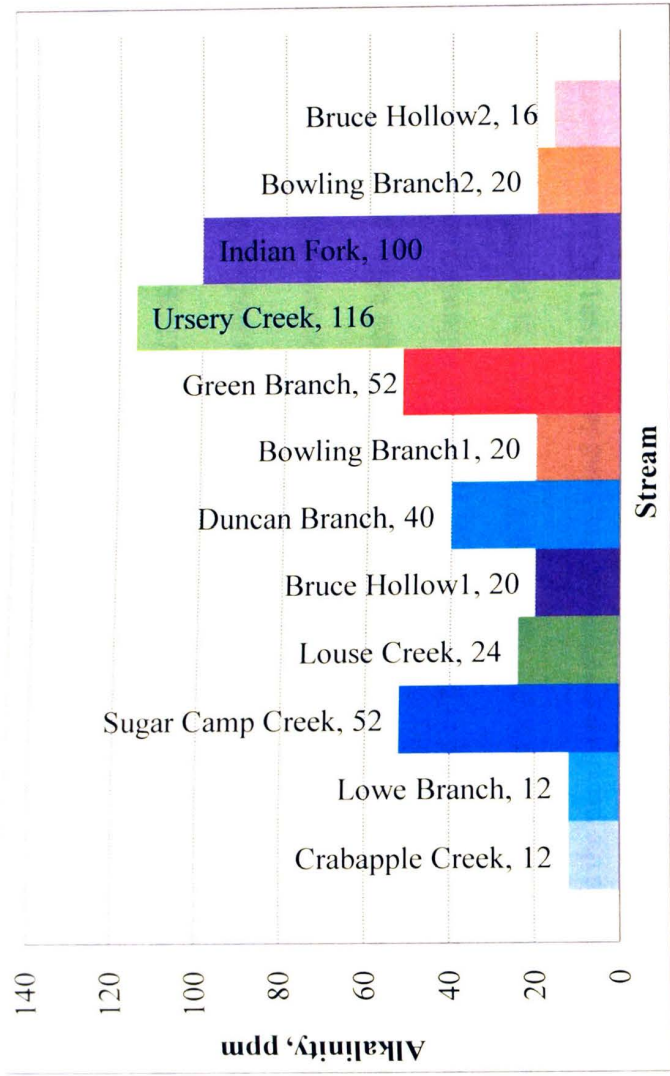 Alkalinity, ppm
140
120
100
80
60
40
20
0
Crabapple Creek, 12
Lowe Branch, 12
Sugar Camp Creek, 52
Louse Creek, 24
Bruce Hollow1, 20
Duncan Branch, 40
Bowling Branch1, 20
Green Branch, 52
Ursery Creek, 116
Indian Fork, 100
Bowling Branch2, 20
Bruce Hollow2, 16
Stream